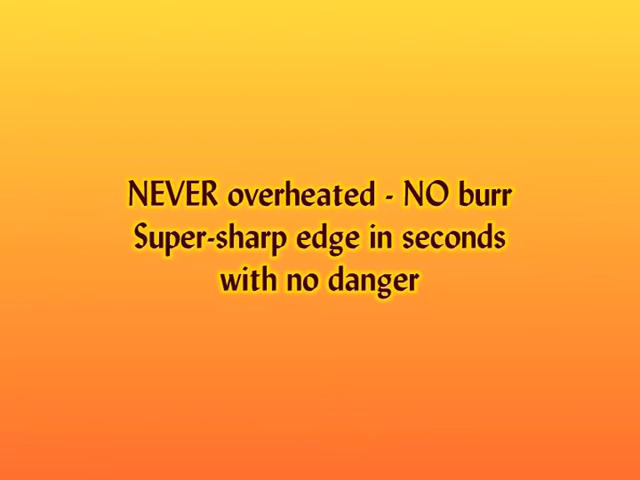 NEVER overheated - NO burr
Super-sharp edge in seconds
with no danger